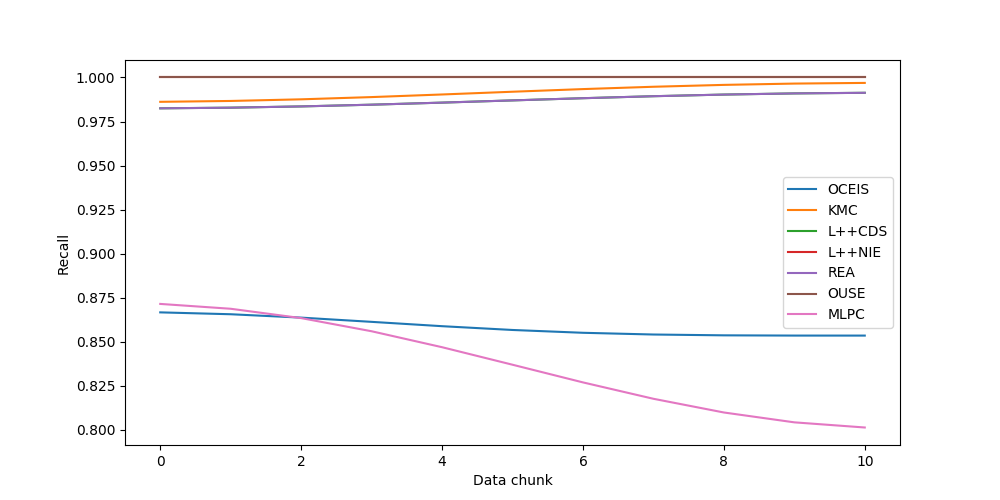 1.000
0.975
0.950
0.925
0.900
0.875
0.850
0.825
0.800
Recall
OCEIS
KMC
L++CDS
L++NIE
REA
OUSE
MLPC
0 2 4 6 8 10
Data chunk